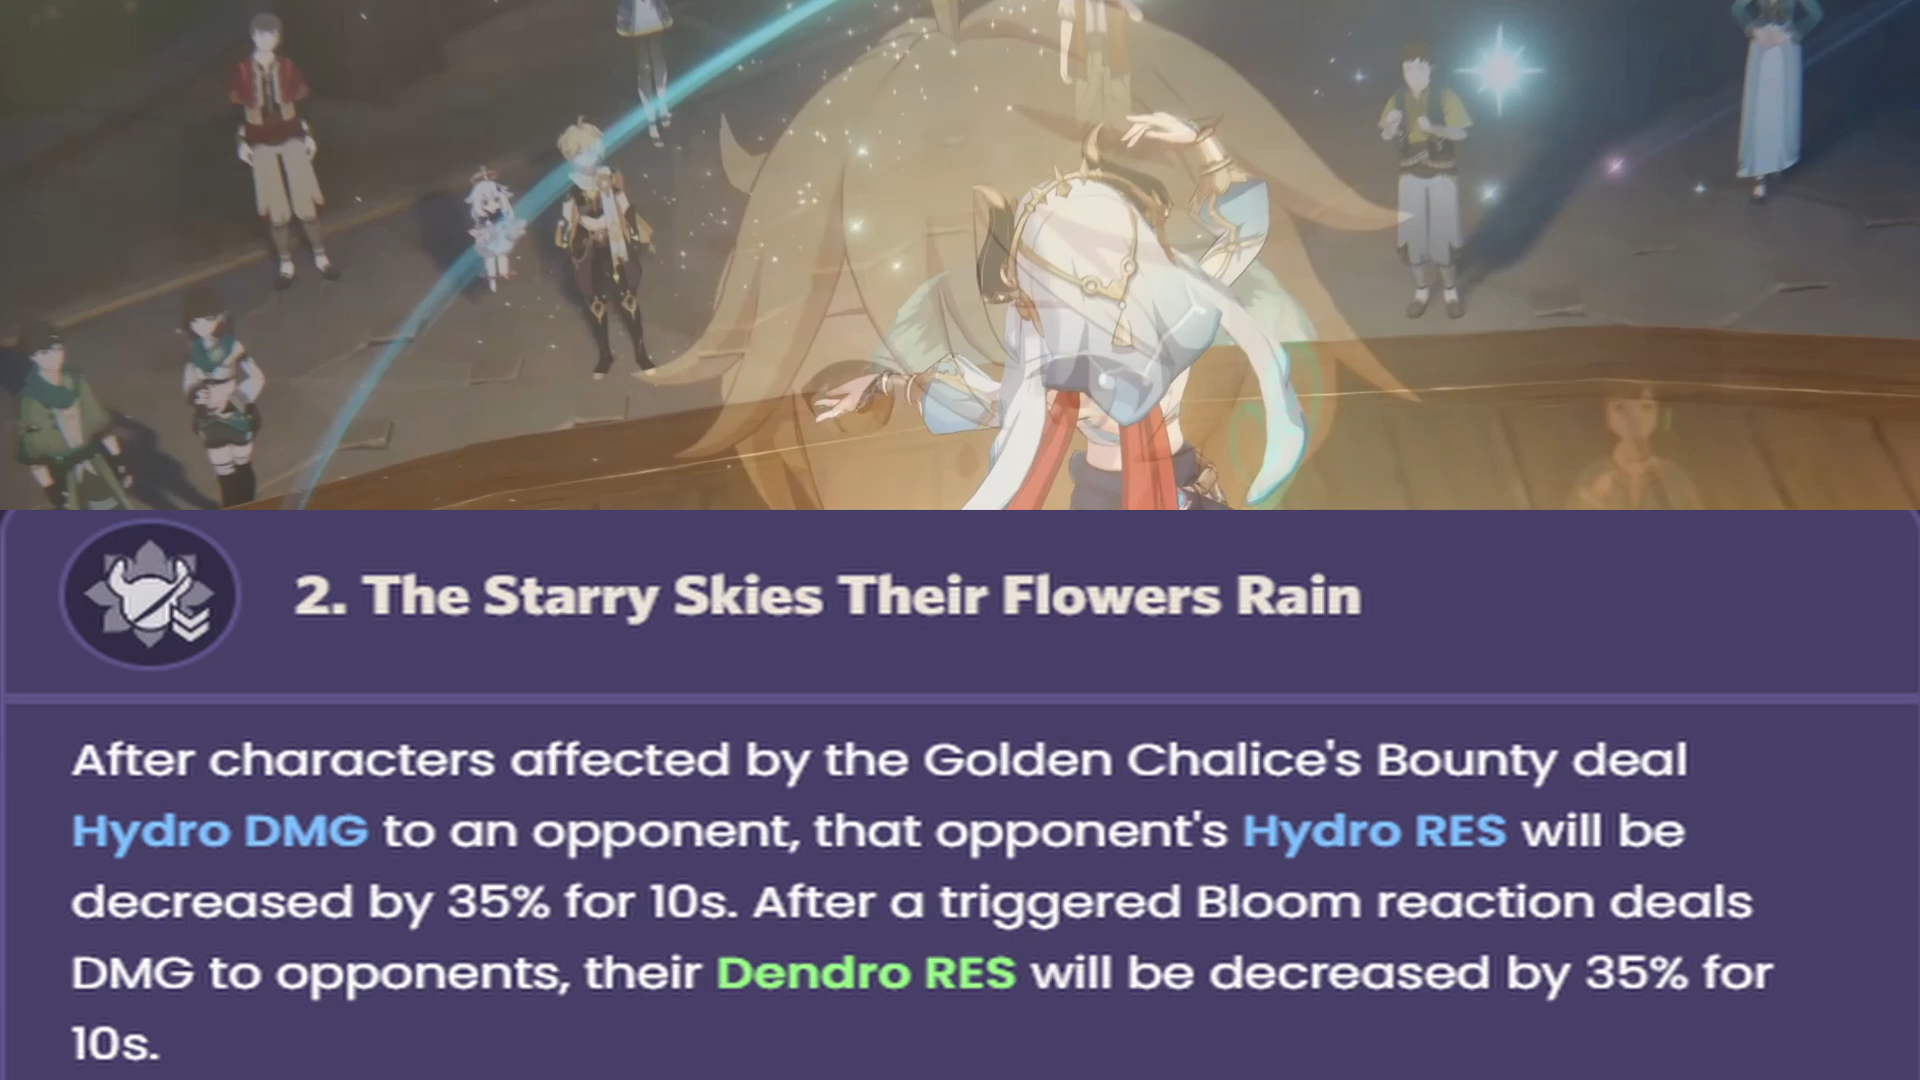 2. The Starry Skies Their Flowers Rain
After characters affected by the Golden Chalice's Bounty deal
Hydro DMG to an opponent, that opponent's Hydro RES will be
decreased by 35% for 10s. After a triggered Bloom reaction deals
DMG to opponents, their Dendro RES will be decreased by 35% for
10s.